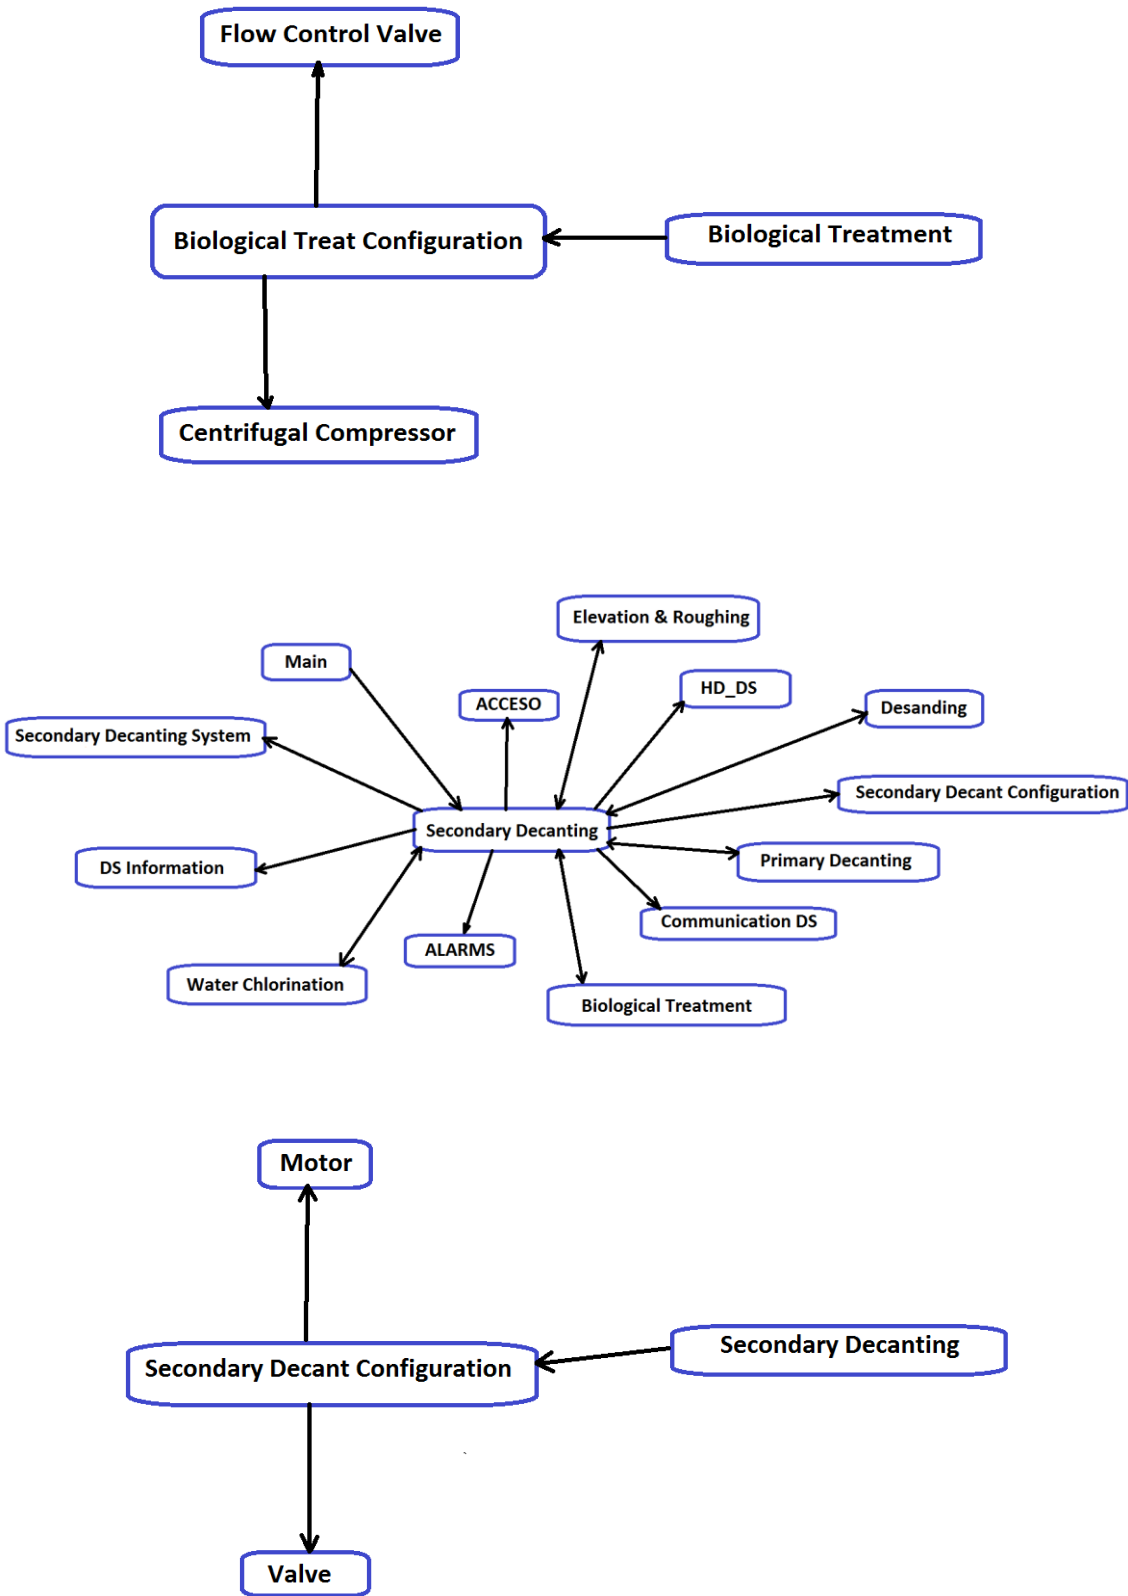 Flow Control Valve
Biological Treat Configuration
Biological Treatment
Centrifugal Compressor
Elevation & Roughing
Main
HD_DS
ACCESO
Desanding
Secondary Decanting System
Secondary Decant Configuration
Secondary Decanting
Primary Decanting
DS Information
Communication DS
ALARMS
Water Chlorination
Biological Treatment
Motor
Secondary Decanting
Secondary Decant Configuration
Valve